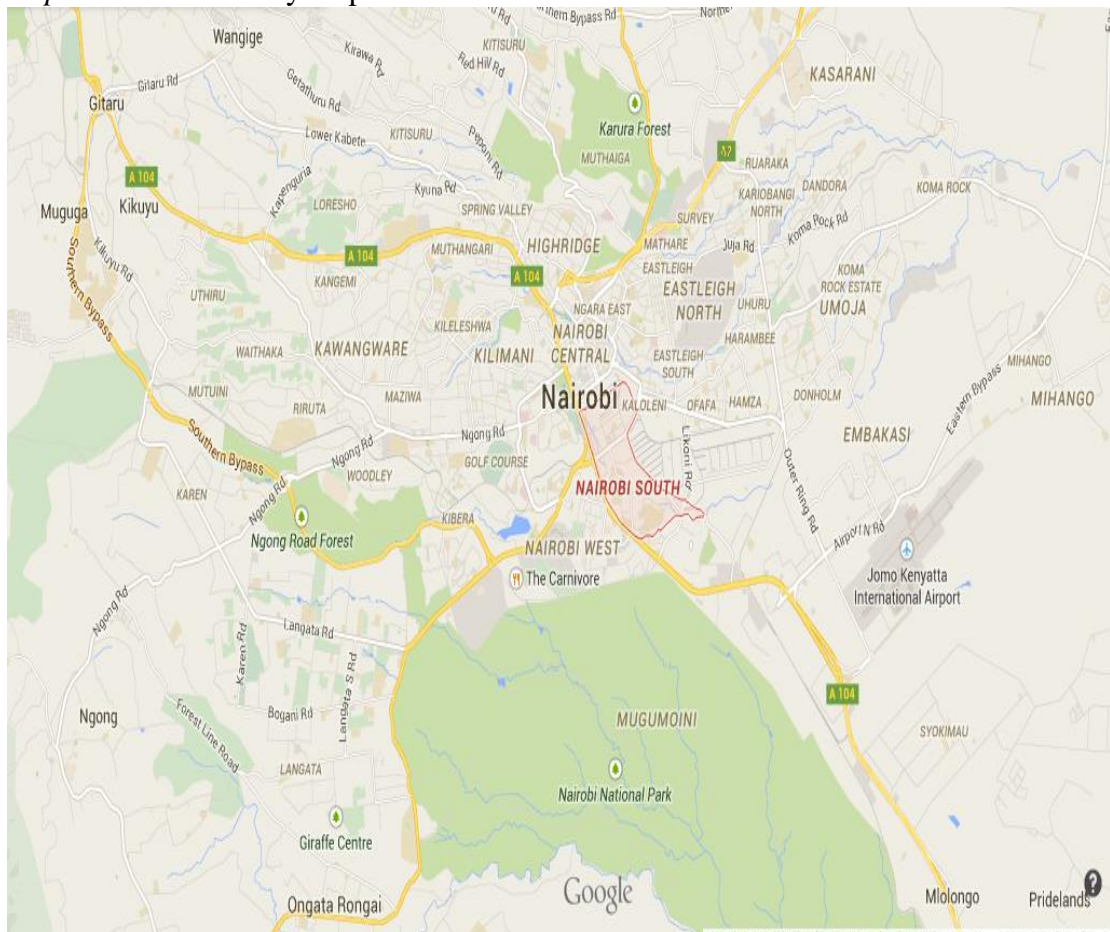 Northern Bypass Rd
Wangige
KITISURU
Kirawa Rd
Red Hill Rd
KASARANI
Gitaru Rd
Getathuru Rd
Gitaru
Karura Forest
Lower Kabete
KITISURU
Peponi Rd
MUTHAIGA
A2
RUARAKA
A 104
Kapenguria
Kyuna Rd
KARIOBANGI
NORTH
DANDORA
KOMA ROCK
Kikuyu
LORESHO
SPRING VALLEY
Muguga
SURVEY
Koma Rock Rd
Kikuyu Rd
A 104
MUTHANGARI
HIGHRIDGE
MATHARE
Juja Rd
Southern Bypass
KANGEMI
A 104
EASTLEIGH
KOMA
ROCK ESTATE
UTHIRU
EASTLEIGH
NORTH
UHURU
UMOJA
NGARA EAST
KILELESHWA
NAIROBI
CENTRAL
HARAMBEE
WAITHAKA
KAWANGWARE
KILIMANI
EASTLEIGH
SOUTH
MIHANGO
MUTUINI
MAZIWA
Nairobi
DONHOLM
Eastern Bypass
MIHANGO
RIRUTA
KALOLENI
OFAFA
HAMZA
Ngong Rd
EMBAKASI
Southern Bypass
Ngong Rd
GOLF COURSE
Likoni Rd
WOODLEY
KAREN
NAIROBI SOUTH
Outer Ring Rd
Ngong Rd
Ngong Road Forest
KIBERA
NAIROBI WEST
Airport N Rd
The Carnivore
Jomo Kenyatta
International Airport
Ngong Rd
Langata Rd
Karen Rd
Langata S Rd
A 104
Ngong
Bogani Rd
MUGUMOINI
SYOKIMAU
Forest Line Road
LANGATA
Nairobi National Park
Giraffe Centre
Google
Ongata Rongai
Mlolongo
Pridelands
?